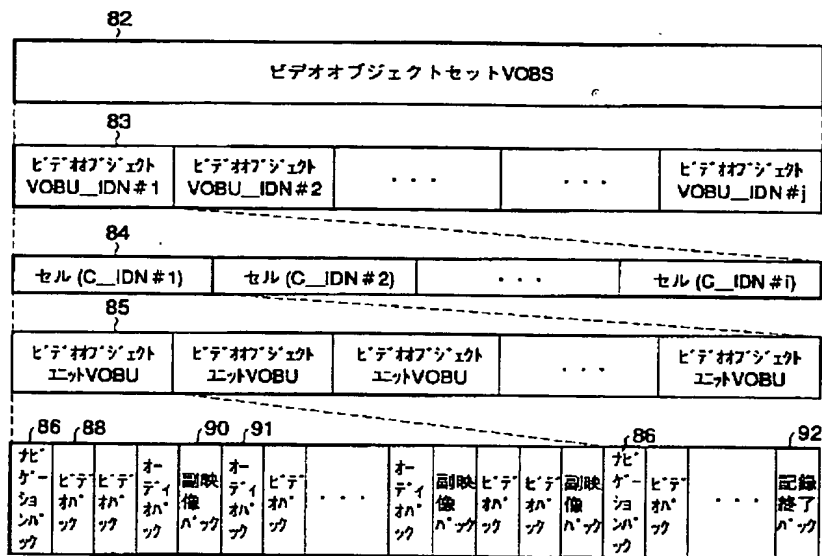 82
ビデオオブジェクトセットVOBS
83
ﾋﾞﾃﾞｵｵﾌﾞｼﾞｪｸﾄ
VOBU__IDN#1
ﾋﾞﾃﾞｵｵﾌﾞｼﾞｪｸﾄ
VOBU__IDN#2
・・・
・・・
ﾋﾞﾃﾞｵｵﾌﾞｼﾞｪｸﾄ
VOBU__IDN#j
84
セル (C__IDN#1)
セル (C__IDN#2)
・・・
セル (C__IDN#i)
85
ﾋﾞﾃﾞｵｵﾌﾞｼﾞｪｸﾄ
ﾕﾆｯﾄVOBU
ﾋﾞﾃﾞｵｵﾌﾞｼﾞｪｸﾄ
ﾕﾆｯﾄVOBU
ﾋﾞﾃﾞｵｵﾌﾞｼﾞｪｸﾄ
ﾕﾆｯﾄVOBU
・・・
ﾋﾞﾃﾞｵｵﾌﾞｼﾞｪｸﾄ
ﾕﾆｯﾄVOBU
86
88
90
91
86
92
ナビゲーションパック
ビデオパック
ビデオパック
オーディオパック
副映像パック
オーディオパック
ビデオパック
・・・
オーディオパック
副映像パック
ビデオパック
ビデオパック
副映像パック
ナビゲーションパック
ビデオパック
・・・
記録終了パック